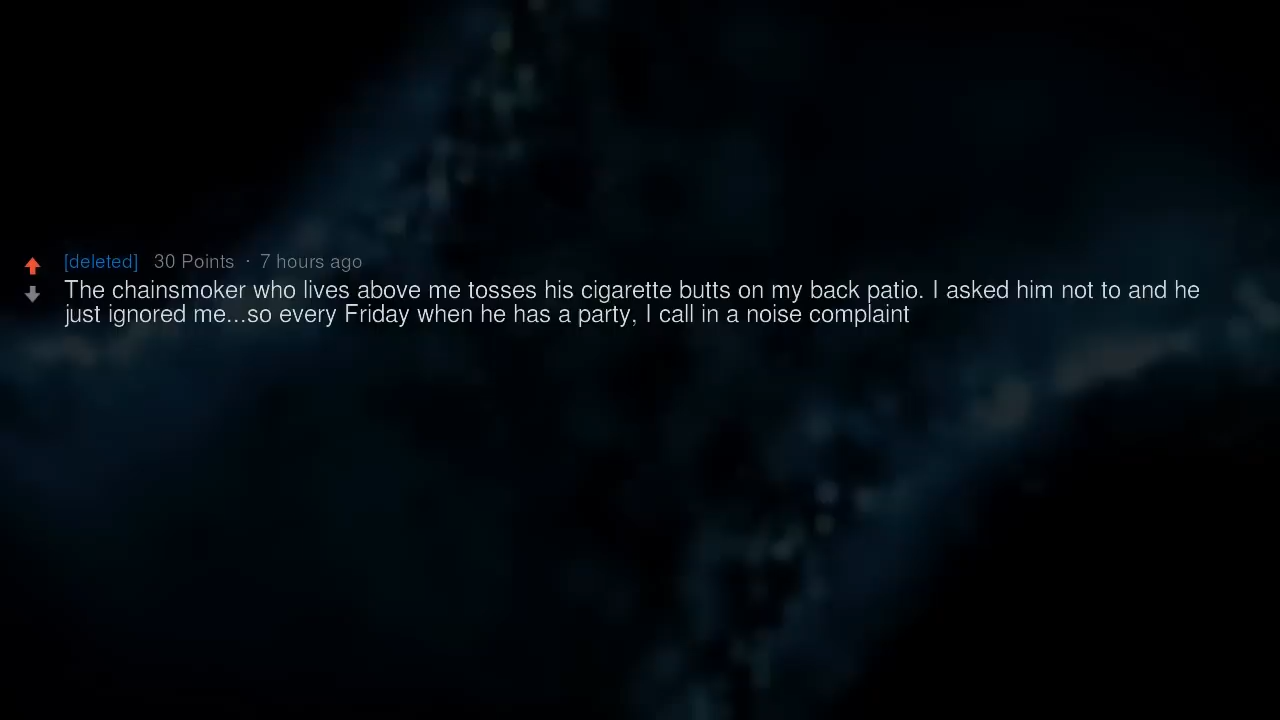 [deleted] 30 Points · 7 hours ago
The chainsmoker who lives above me tosses his cigarette butts on my back patio. I asked him not to and he
just ignored me...so every Friday when he has a party, I call in a noise complaint